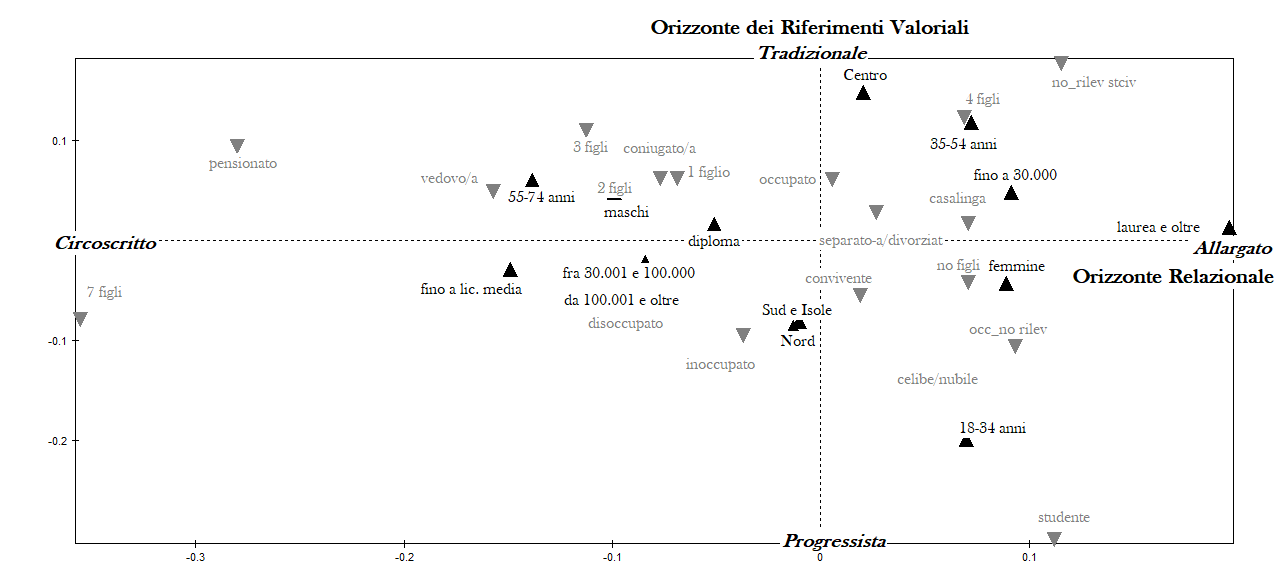 Orizzonte dei Riferimenti Valoriali
Tradizionale
Centro
no_rilev stciv
4 figli
0.1
3 figli
coniugato/a
35-54 anni
pensionato
1 figlio
fino a 30.000
vedovo/a
2 figli
occupato
55-74 anni
casalinga
maschi
laurea e oltre
diploma
separato-a/divorziat
Circoscritto
Allargato
fra 30.001 e 100.000
no figli
femmine
Orizzonte Relazionale
fino a lic. media
convivente
7 figli
da 100.001 e oltre
Sud e Isole
disoccupato
occ_no rilev
-0.1
Nord
inoccupato
celibe/nubile
18-34 anni
-0.2
studente
Progressista
-0.3
-0.2
-0.1
0
0.1